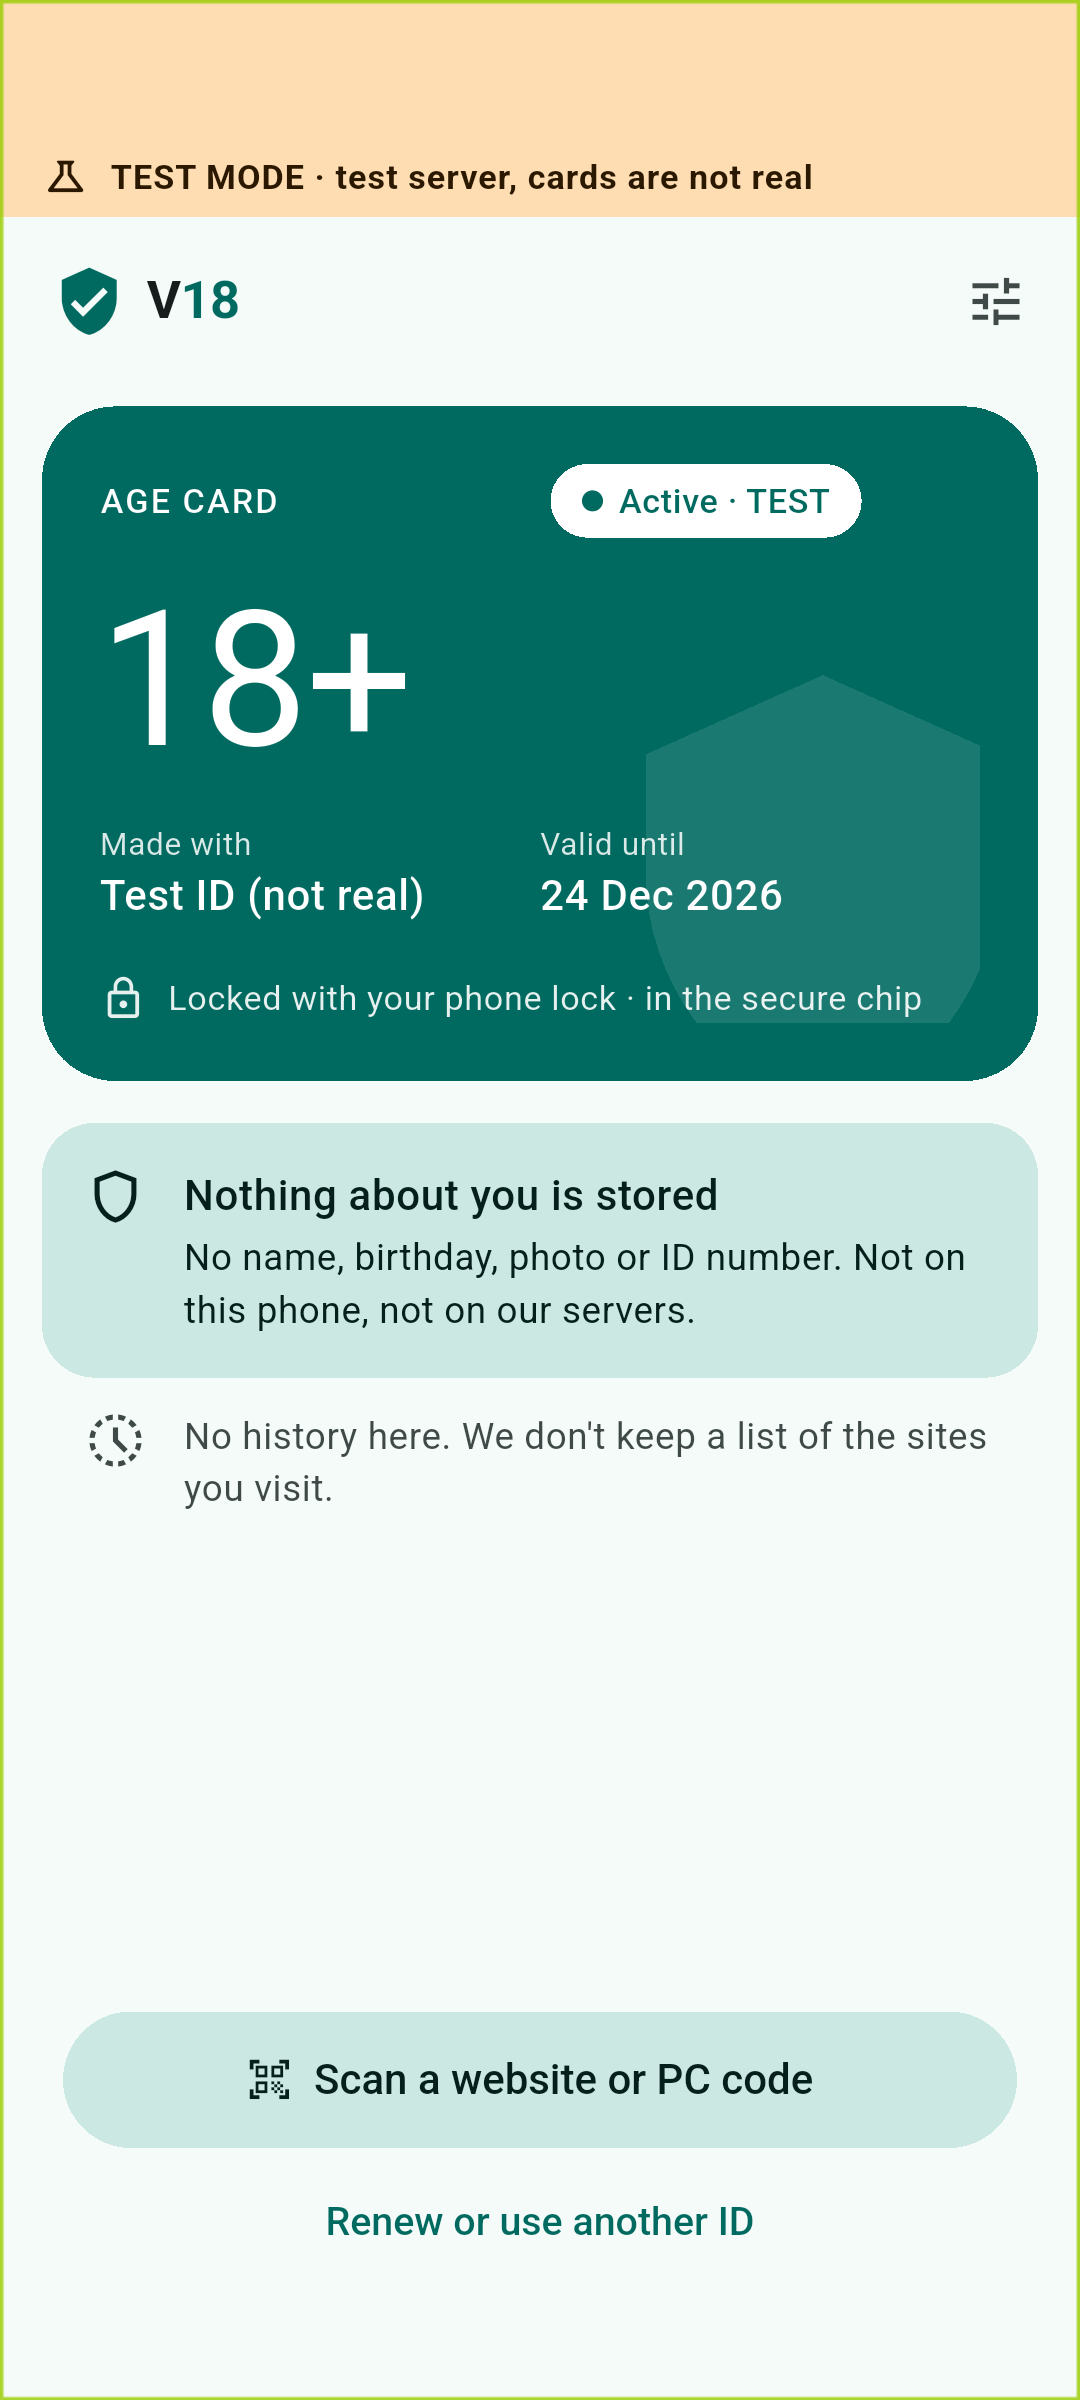 TEST MODE · test server, cards are not real
V18
AGE CARD
Active · TEST
18+
Made with
Valid until
Test ID (not real)
24 Dec 2026
Locked with your phone lock · in the secure chip
Nothing about you is stored
No name, birthday, photo or ID number. Not on
this phone, not on our servers.
No history here. We don't keep a list of the sites
you visit.
Scan a website or PC code
Renew or use another ID